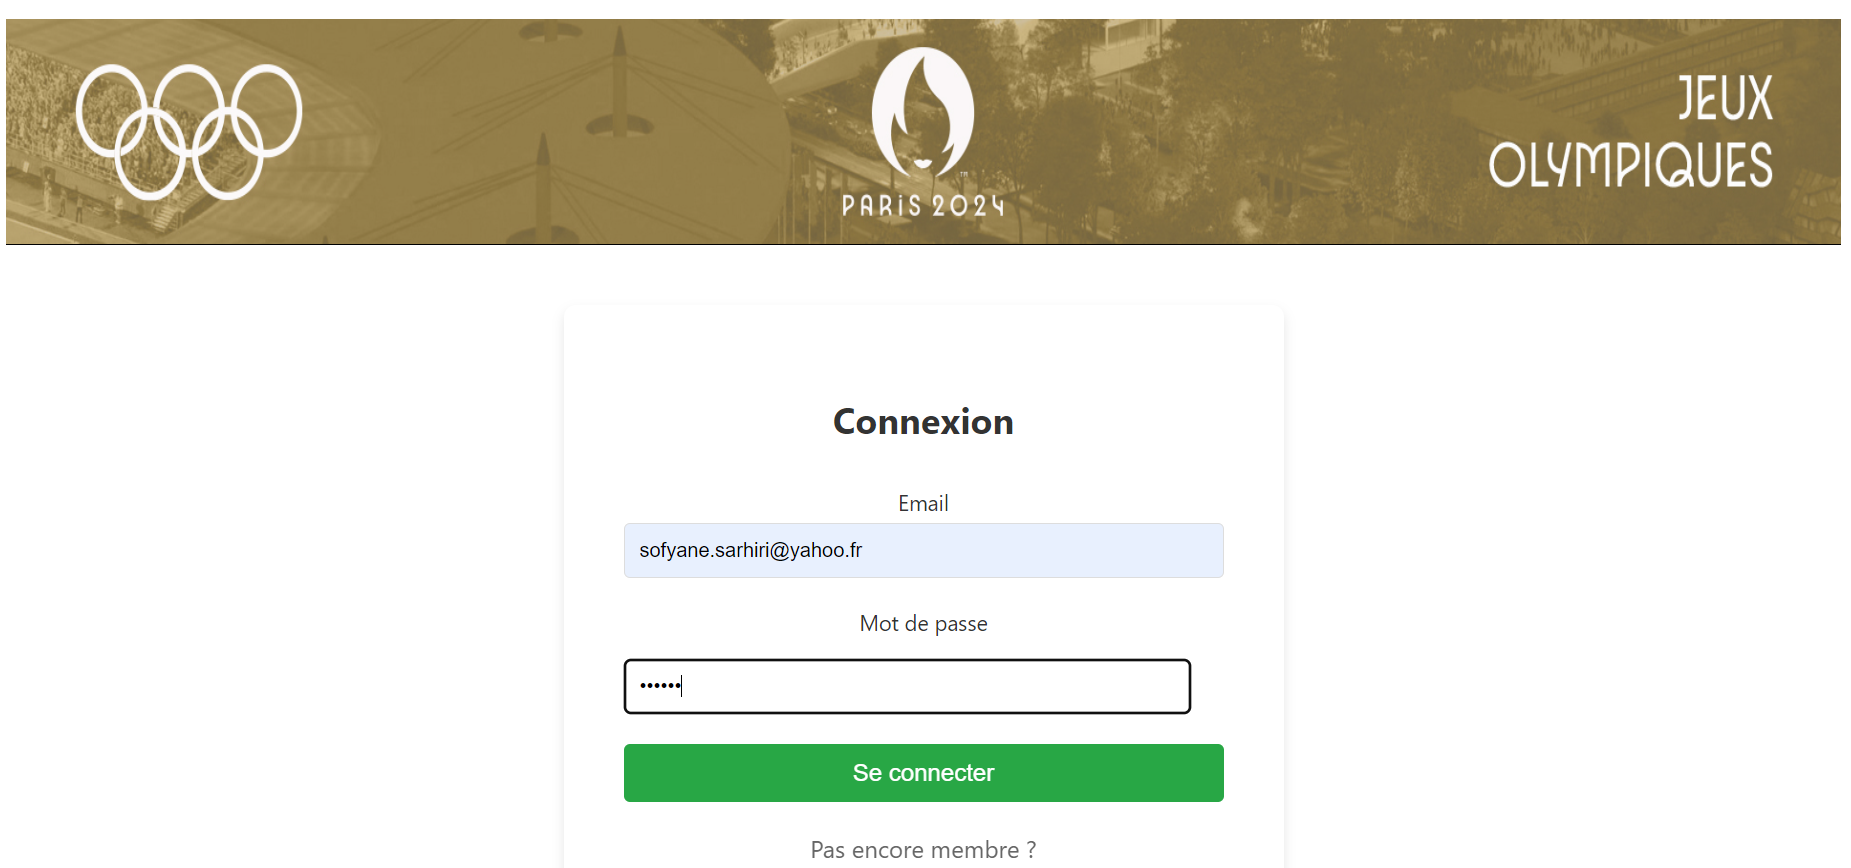 JEUX
OLYMPIQUES
PARIS 2024
Connexion
Email
sofyane.sarhiri@yahoo.fr
Mot de passe
••••••
Se connecter
Pas encore membre ?